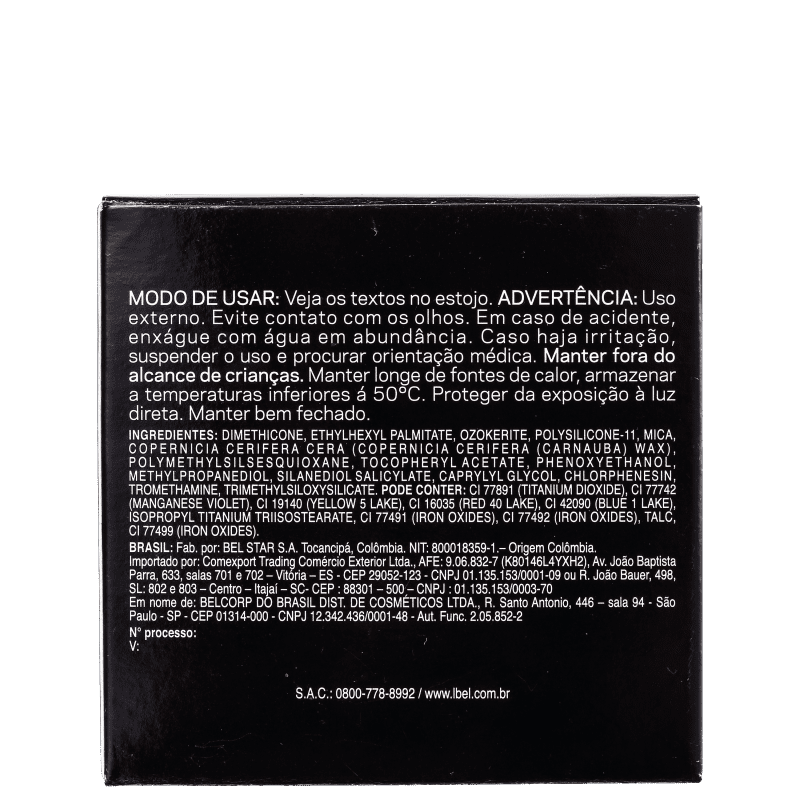 MODO DE USAR: Veja os textos no estojo. ADVERTÊNCIA: Uso
externo. Evite contato com os olhos. Em caso de acidente,
enxágue com água em abundância. Caso haja irritação,
suspender o uso e procurar orientação médica. Manter fora do
alcance de crianças. Manter longe de fontes de calor, armazenar
a temperaturas inferiores á 50°C. Proteger da exposição à luz
direta. Manter bem fechado.
INGREDIENTES: DIMETHICONE, ETHYLHEXYL PALMITATE, OZOKERITE, POLYSILICONE-11, MICA,
COPERNICIA CERIFERA CERA (COPERNICIA CERIFERA (CARNAUBA) WAX),
POLYMETHYLSILSESQUIOXANE, TOCOPHERYL ACETATE, PHENOXYETHANOL,
METHYLPROPANEDIOL, SILANEDIOL SALICYLATE, CAPRYLYL GLYCOL, CHLORPHENESIN,
TROMETHAMINE, TRIMETHYLSILOXYSILICATE. PODE CONTER: CI 77891 (TITANIUM DIOXIDE), CI 77742
(MANGANESE VIOLET), CI 19140 (YELLOW 5 LAKE), CI 16035 (RED 40 LAKE), CI 42090 (BLUE 1 LAKE),
ISOPROPYL TITANIUM TRIISOSTEARATE, CI 77491 (IRON OXIDES), CI 77492 (IRON OXIDES), TALC,
CI 77499 (IRON OXIDES).
BRASIL: Fab. por: BEL STAR S.A. Tocancipá, Colômbia. NIT: 800018359-1.– Origem Colômbia.
Importado por: Comexport Trading Comércio Exterior Ltda., AFE: 9.06.832-7 (K80146L4YXH2), Av. João Baptista
Parra, 633, salas 701 e 702 – Vitória – ES - CEP 29052-123 - CNPJ 01.135.153/0001-09 ou R. João Bauer, 498,
SL: 802 e 803 – Centro – Itajaí – SC- CEP : 88301 – 500 – CNPJ : 01.135.153/0003-70
Em nome de: BELCORP DO BRASIL DIST. DE COSMÉTICOS LTDA., R. Santo Antonio, 446 – sala 94 - São
Paulo - SP - CEP 01314-000 - CNPJ 12.342.436/0001-48 - Aut. Func. 2.05.852-2
N° processo:
V:
S.A.C.: 0800-778-8992 / www.lbel.com.br